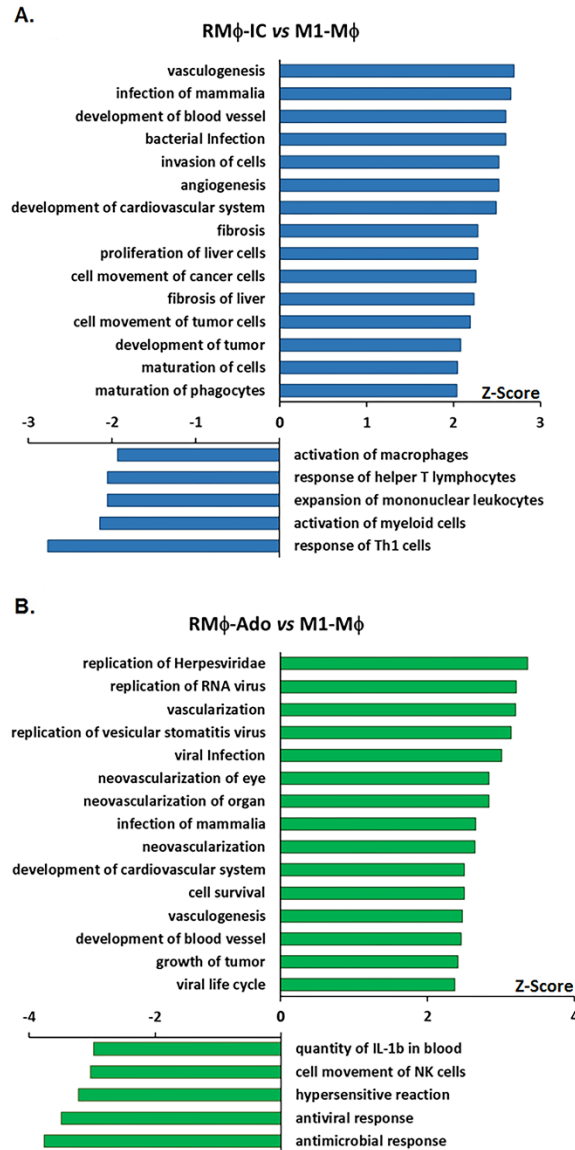 A.
RMϕ-IC vs M1-Mϕ
vasculogenesis
infection of mammalia
development of blood vessel
bacterial Infection
invasion of cells
angiogenesis
development of cardiovascular system
fibrosis
proliferation of liver cells
cell movement of cancer cells
fibrosis of liver
cell movement of tumor cells
development of tumor
maturation of cells
maturation of phagocytes
Z-Score
0 1 2 3
-3 -2 -1
activation of macrophages
response of helper T lymphocytes
expansion of mononuclear leukocytes
activation of myeloid cells
response of Th1 cells
B.
RMϕ-Ado vs M1-Mϕ
replication of Herpesviridae
replication of RNA virus
vascularization
replication of vesicular stomatitis virus
viral Infection
neovascularization of eye
neovascularization of organ
infection of mammalia
neovascularization
development of cardiovascular system
cell survival
vasculogenesis
development of blood vessel
growth of tumor
viral life cycle
Z-Score
0 2 4
-4 -2
quantity of IL-1b in blood
cell movement of NK cells
hypersensitive reaction
antiviral response
antimicrobial response